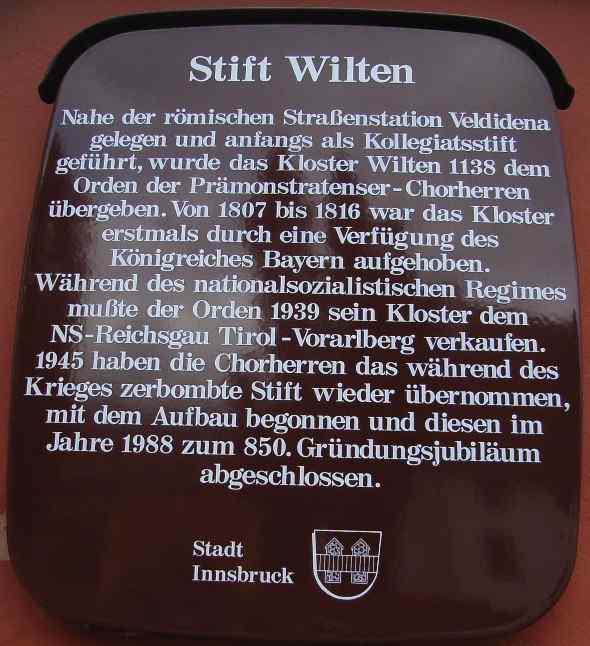 Stift Wilten
Nahe der römischen Straßenstation Veldidena
gelegen und anfangs als Kollegiatsstift
geführt, wurde das Kloster Wilten 1138 dem
Orden der Prämonstratenser-Chorherren
übergeben. Von 1807 bis 1816 war das Kloster
erstmals durch eine Verfügung des
Königreiches Bayern aufgehoben.
Während des nationalsozialistischen Regimes
mußte der Orden 1939 sein Kloster dem
NS-Reichsgau Tirol-Vorarlberg verkaufen.
1945 haben die Chorherren das während des
Krieges zerbombte Stift wieder übernommen,
mit dem Aufbau begonnen und diesen im
Jahre 1988 zum 850. Gründungsjubiläum
abgeschlossen.
Stadt
Innsbruck